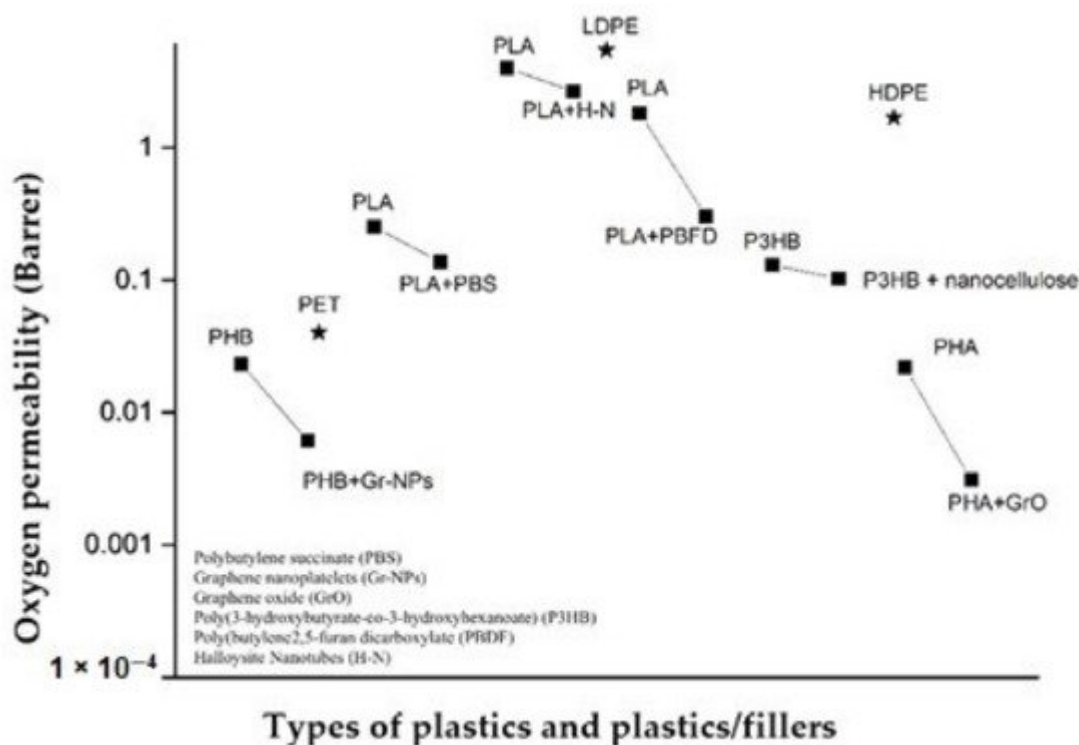 Oxygen permeability (Barrer)
1
0.1
0.01
0.001
1 × 10⁻⁴
LDPE
PLA
PLA+H-N
PLA
HDPE
PLA
PLA+PBS
PLA+PBFD
P3HB
P3HB + nanocellulose
PET
PHB
PHB+Gr-NPs
PHA
PHA+GrO
Polybutylene succinate (PBS)
Graphene nanoplatelets (Gr-NPs)
Graphene oxide (GrO)
Poly(3-hydroxybutyrate-co-3-hydroxyhexanoate) (P3HB)
Poly(butylene2,5-furan dicarboxylate (PBDF)
Halloysite Nanotubes (H-N)
Types of plastics and plastics/fillers